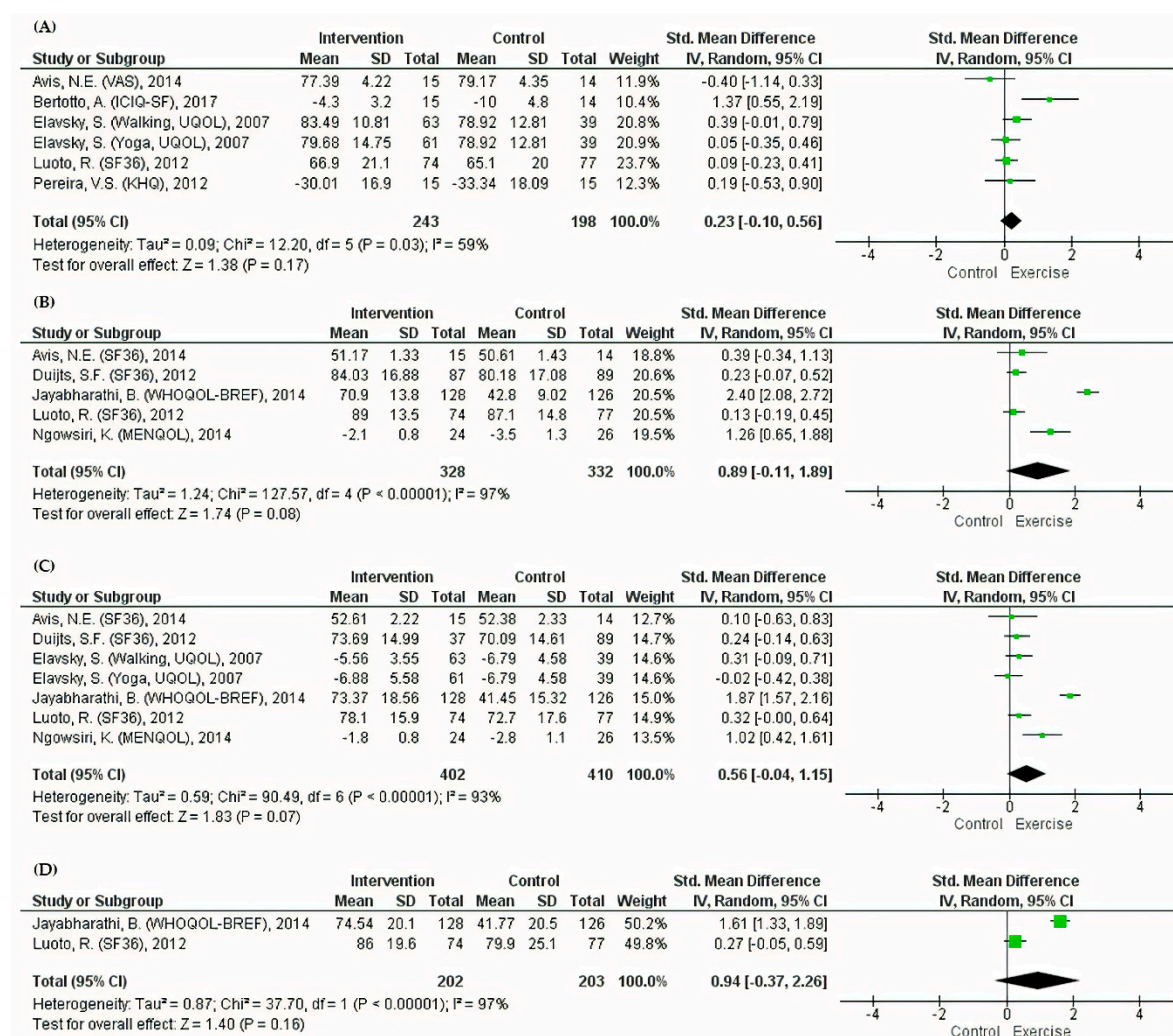 (A)
Intervention Control Std. Mean Difference Std. Mean Difference
Study or Subgroup Mean SD Total Mean SD Total Weight IV, Random, 95% CI IV, Random, 95% CI
Avis, N.E. (VAS), 2014 77.39 4.22 15 79.17 4.35 14 11.9% -0.40 [-1.14, 0.33]
Bertotto, A. (ICIQ-SF), 2017 -4.3 3.2 15 -10 4.8 14 10.4% 1.37 [0.55, 2.19]
Elavsky, S. (Walking, UQOL), 2007 83.49 10.81 63 78.92 12.81 39 20.8% 0.39 [-0.01, 0.79]
Elavsky, S. (Yoga, UQOL), 2007 79.68 14.75 61 78.92 12.81 39 20.9% 0.05 [-0.35, 0.46]
Luoto, R. (SF36), 2012 66.9 21.1 74 65.1 20 77 23.7% 0.09 [-0.23, 0.41]
Pereira, V.S. (KHQ), 2012 -30.01 16.9 15 -33.34 18.09 15 12.3% 0.19 [-0.53, 0.90]
Total (95% CI) 243 198 100.0% 0.23 [-0.10, 0.56]
Heterogeneity: Tau² = 0.09; Chi² = 12.20, df = 5 (P = 0.03); I² = 59%
Test for overall effect: Z = 1.38 (P = 0.17)
-4 -2 0 2 4
Control Exercise
(B)
Intervention Control Std. Mean Difference Std. Mean Difference
Study or Subgroup Mean SD Total Mean SD Total Weight IV, Random, 95% CI IV, Random, 95% CI
Avis, N.E. (SF36), 2014 51.17 1.33 15 50.61 1.43 14 18.8% 0.39 [-0.34, 1.13]
Duijts, S.F. (SF36), 2012 84.03 16.88 87 80.18 17.08 89 20.6% 0.23 [-0.07, 0.52]
Jayabharathi, B. (WHOQOL-BREF), 2014 70.9 13.8 128 42.8 9.02 126 20.5% 2.40 [2.08, 2.72]
Luoto, R. (SF36), 2012 89 13.5 74 87.1 14.8 77 20.5% 0.13 [-0.19, 0.45]
Ngowsiri, K. (MENQOL), 2014 -2.1 0.8 24 -3.5 1.3 26 19.5% 1.26 [0.65, 1.88]
Total (95% CI) 328 332 100.0% 0.89 [-0.11, 1.89]
Heterogeneity: Tau² = 1.24; Chi² = 127.57, df = 4 (P < 0.00001); I² = 97%
Test for overall effect: Z = 1.74 (P = 0.08)
-4 -2 0 2 4
Control Exercise
(C)
Intervention Control Std. Mean Difference Std. Mean Difference
Study or Subgroup Mean SD Total Mean SD Total Weight IV, Random, 95% CI IV, Random, 95% CI
Avis, N.E. (SF36), 2014 52.61 2.22 15 52.38 2.33 14 12.7% 0.10 [-0.63, 0.83]
Duijts, S.F. (SF36), 2012 73.69 14.99 37 70.09 14.61 89 14.7% 0.24 [-0.14, 0.63]
Elavsky, S. (Walking, UQOL), 2007 -5.56 3.55 63 -6.79 4.58 39 14.6% 0.31 [-0.09, 0.71]
Elavsky, S. (Yoga, UQOL), 2007 -6.88 5.58 61 -6.79 4.58 39 14.6% -0.02 [-0.42, 0.38]
Jayabharathi, B. (WHOQOL-BREF), 2014 73.37 18.56 128 41.45 15.32 126 15.0% 1.87 [1.57, 2.16]
Luoto, R. (SF36), 2012 78.1 15.9 74 72.7 17.6 77 14.9% 0.32 [-0.00, 0.64]
Ngowsiri, K. (MENQOL), 2014 -1.8 0.8 24 -2.8 1.1 26 13.5% 1.02 [0.42, 1.61]
Total (95% CI) 402 410 100.0% 0.56 [-0.04, 1.15]
Heterogeneity: Tau² = 0.59; Chi² = 90.49, df = 6 (P < 0.00001); I² = 93%
Test for overall effect: Z = 1.83 (P = 0.07)
-4 -2 0 2 4
Control Exercise
(D)
Intervention Control Std. Mean Difference Std. Mean Difference
Study or Subgroup Mean SD Total Mean SD Total Weight IV, Random, 95% CI IV, Random, 95% CI
Jayabharathi, B. (WHOQOL-BREF), 2014 74.54 20.1 128 41.77 20.5 126 50.2% 1.61 [1.33, 1.89]
Luoto, R. (SF36), 2012 86 19.6 74 79.9 25.1 77 49.8% 0.27 [-0.05, 0.59]
Total (95% CI) 202 203 100.0% 0.94 [-0.37, 2.26]
Heterogeneity: Tau² = 0.87; Chi² = 37.70, df = 1 (P < 0.00001); I² = 97%
Test for overall effect: Z = 1.40 (P = 0.16)
-4 -2 0 2 4
Control Exercise